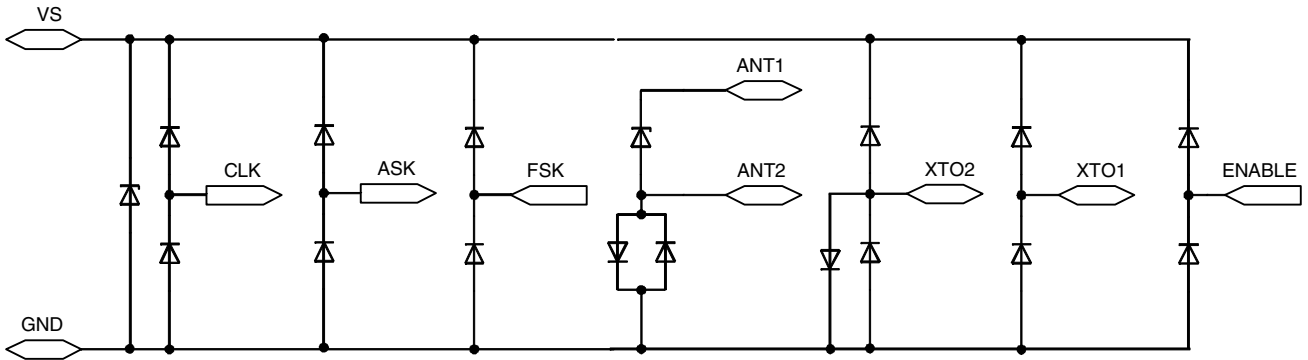 VS
ANT1
CLK
ASK
FSK
ANT2
XTO2
XTO1
ENABLE
GND